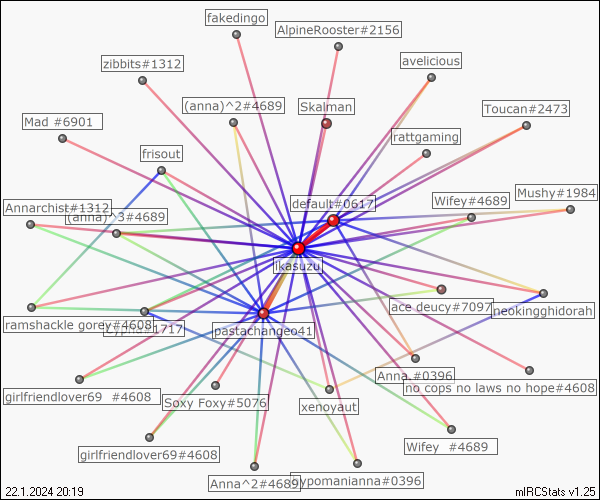 fakedingo
AlpineRooster#2156
zibbits#1312
avelicious
(anna)^2#4689
Skalman
Toucan#2473
Mad #6901
rattgaming
frisout
default#0617
Wifey#4689
Mushy#1984
Annarchist#1312
(anna)^3#4689
ikasuzu
ace deucy#7097
neokingghidorah
ramshackle gorey#4608
#1717
pastachangeo41
Anna.#0396
no cops no laws no hope#4608
girlfriendlover69 #4608
Soxy Foxy#5076
xenoyaut
Wifey #4689
girlfriendlover69#4608
Anna^2#4689
hypomanianna#0396
22.1.2024 20:19
mIRCStats v1.25